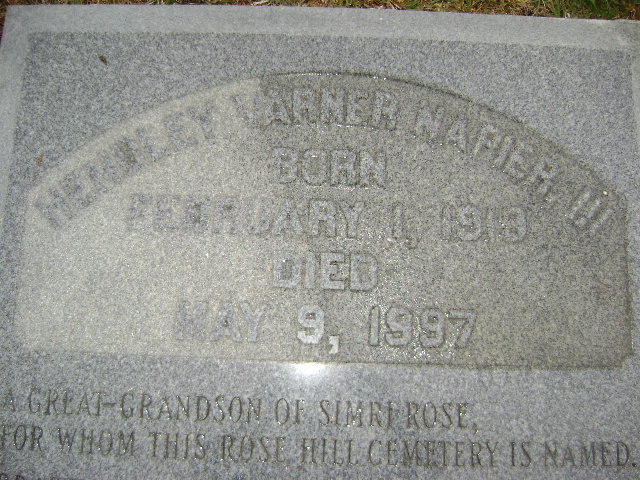 HENDLEY VARNER NAPIER, III
BORN
FEBRUARY 1, 1919
DIED
MAY 9, 1997
A GREAT-GRANDSON OF SIMRI ROSE,
FOR WHOM THIS ROSE HILL CEMETERY IS NAMED.